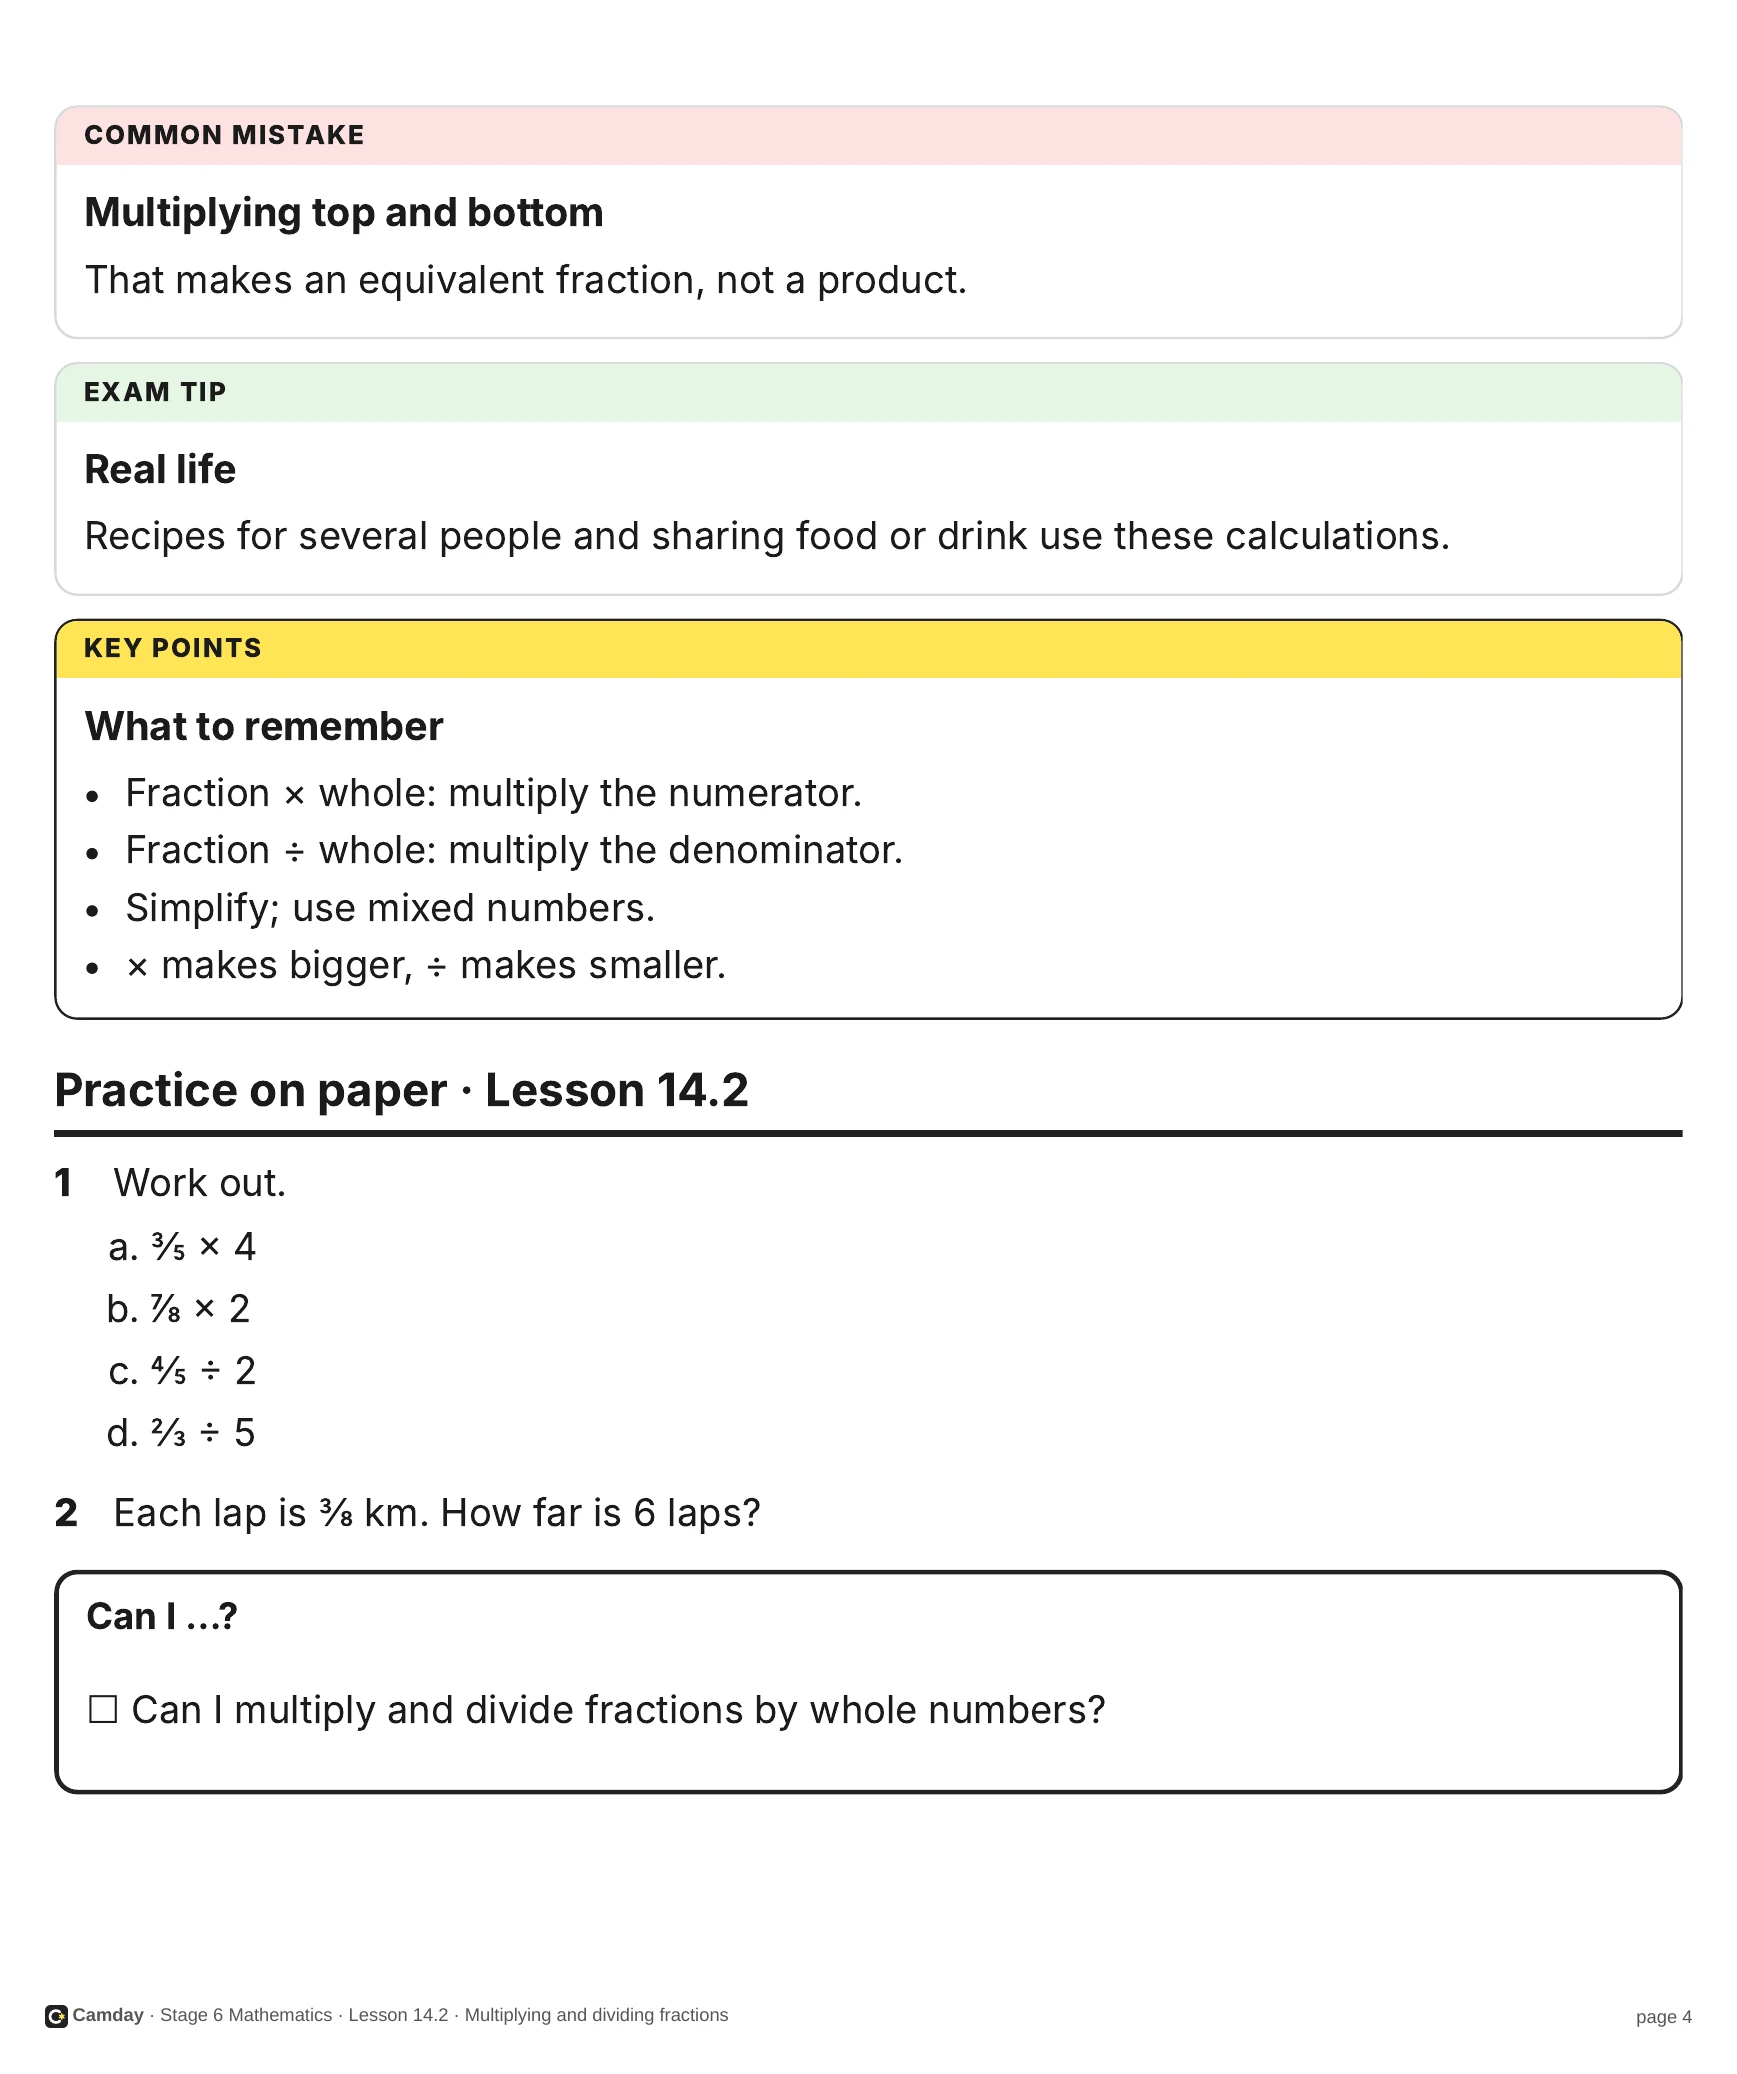 COMMON MISTAKE
Multiplying top and bottom
That makes an equivalent fraction, not a product.
EXAM TIP
Real life
Recipes for several people and sharing food or drink use these calculations.
KEY POINTS
What to remember
• Fraction × whole: multiply the numerator.
• Fraction ÷ whole: multiply the denominator.
• Simplify; use mixed numbers.
• × makes bigger, ÷ makes smaller.
Practice on paper · Lesson 14.2
1 Work out.
a. ⅗ × 4
b. ⅞ × 2
c. ⅘ ÷ 2
d. ⅔ ÷ 5
2 Each lap is ⅜ km. How far is 6 laps?
Can I …?
☐ Can I multiply and divide fractions by whole numbers?
Camday · Stage 6 Mathematics · Lesson 14.2 · Multiplying and dividing fractions page 4